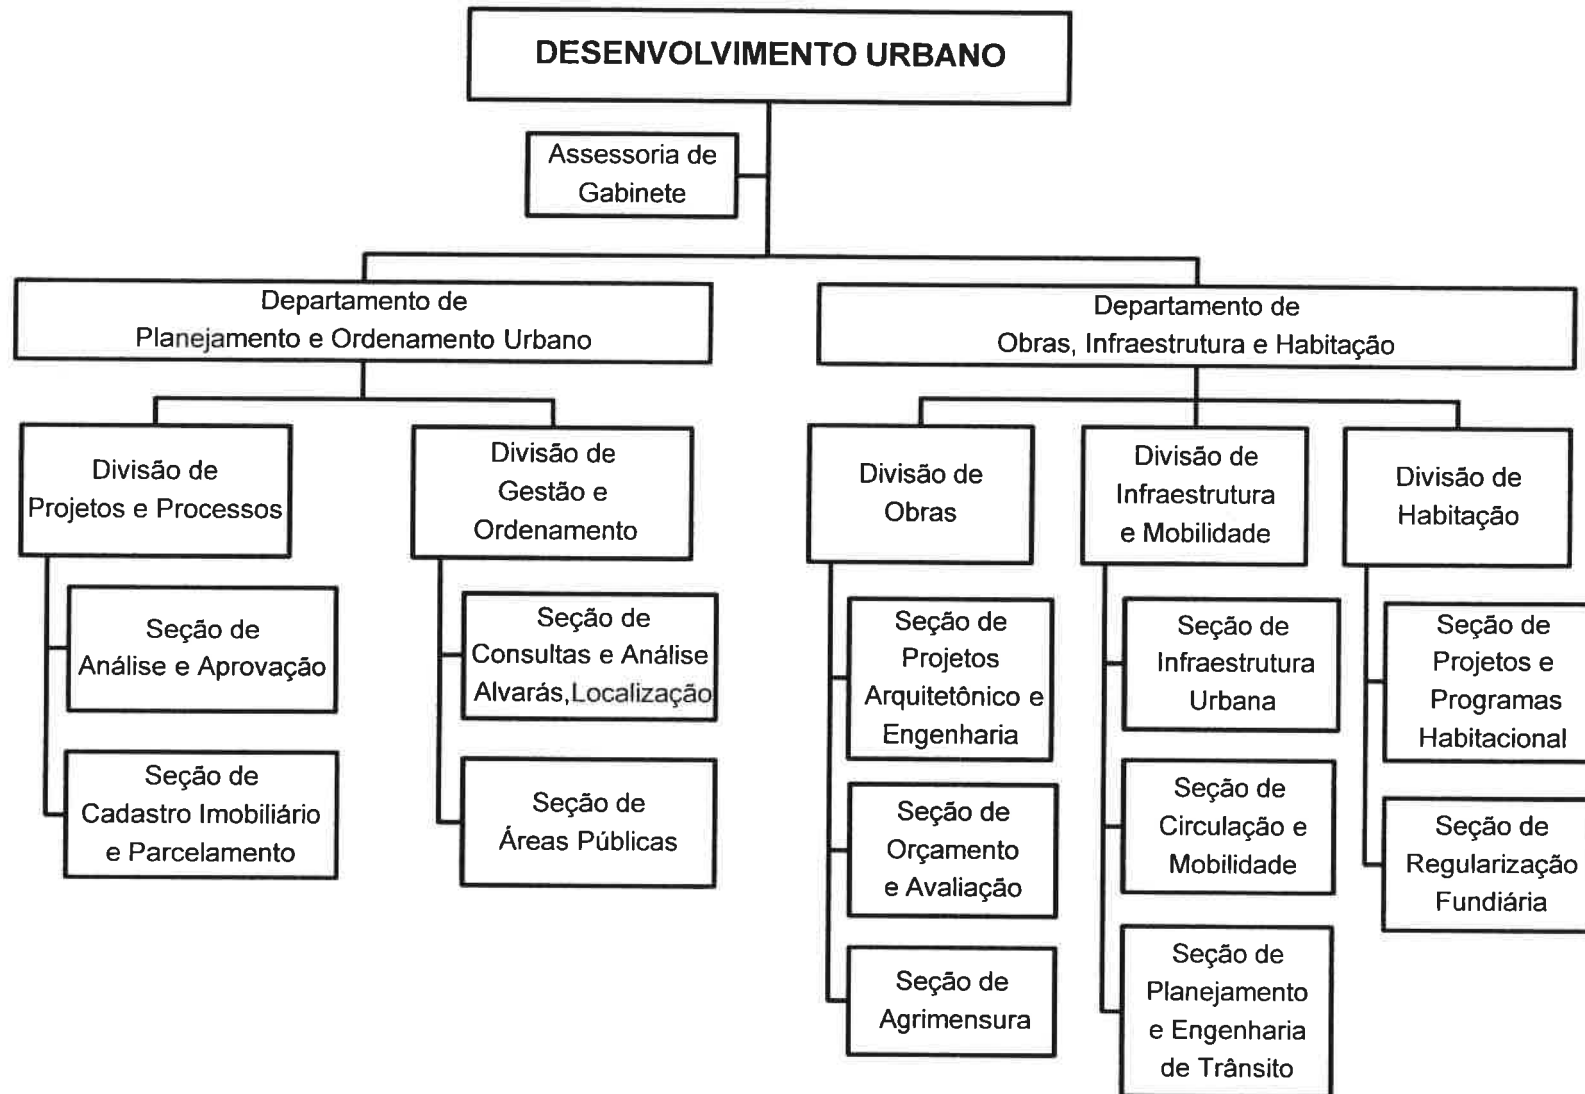 DESENVOLVIMENTO URBANO
Assessoria de
Gabinete
Departamento de
Planejamento e Ordenamento Urbano
Departamento de
Obras, Infraestrutura e Habitação
Divisão de
Projetos e Processos
Divisão de
Gestão e
Ordenamento
Divisão de
Obras
Divisão de
Infraestrutura
e Mobilidade
Divisão de
Habitação
Seção de
Análise e Aprovação
Seção de
Cadastro Imobiliário
e Parcelamento
Seção de
Consultas e Análise
Alvarás,Localização
Seção de
Áreas Públicas
Seção de
Projetos
Arquitetônico e
Engenharia
Seção de
Orçamento
e Avaliação
Seção de
Agrimensura
Seção de
Infraestrutura
Urbana
Seção de
Circulação e
Mobilidade
Seção de
Planejamento
e Engenharia
de Trânsito
Seção de
Projetos e
Programas
Habitacional
Seção de
Regularização
Fundiária